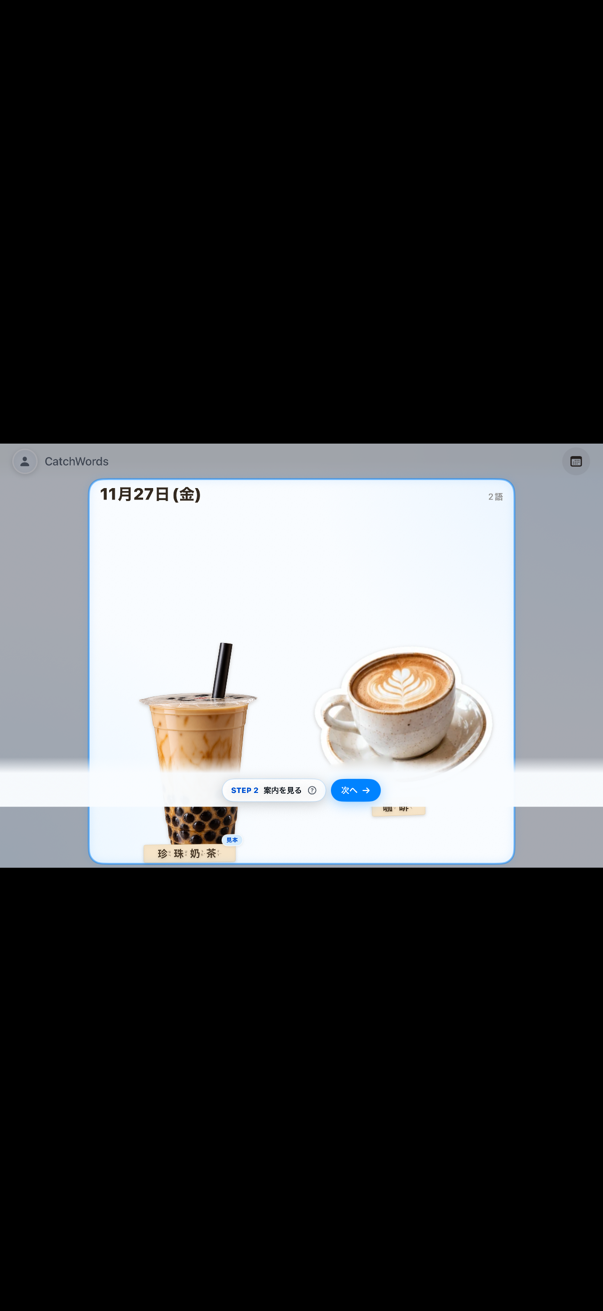 CatchWords
11月27日(金)
2語
STEP 2 案内を見る ?
次へ →
見本
珍珠奶茶